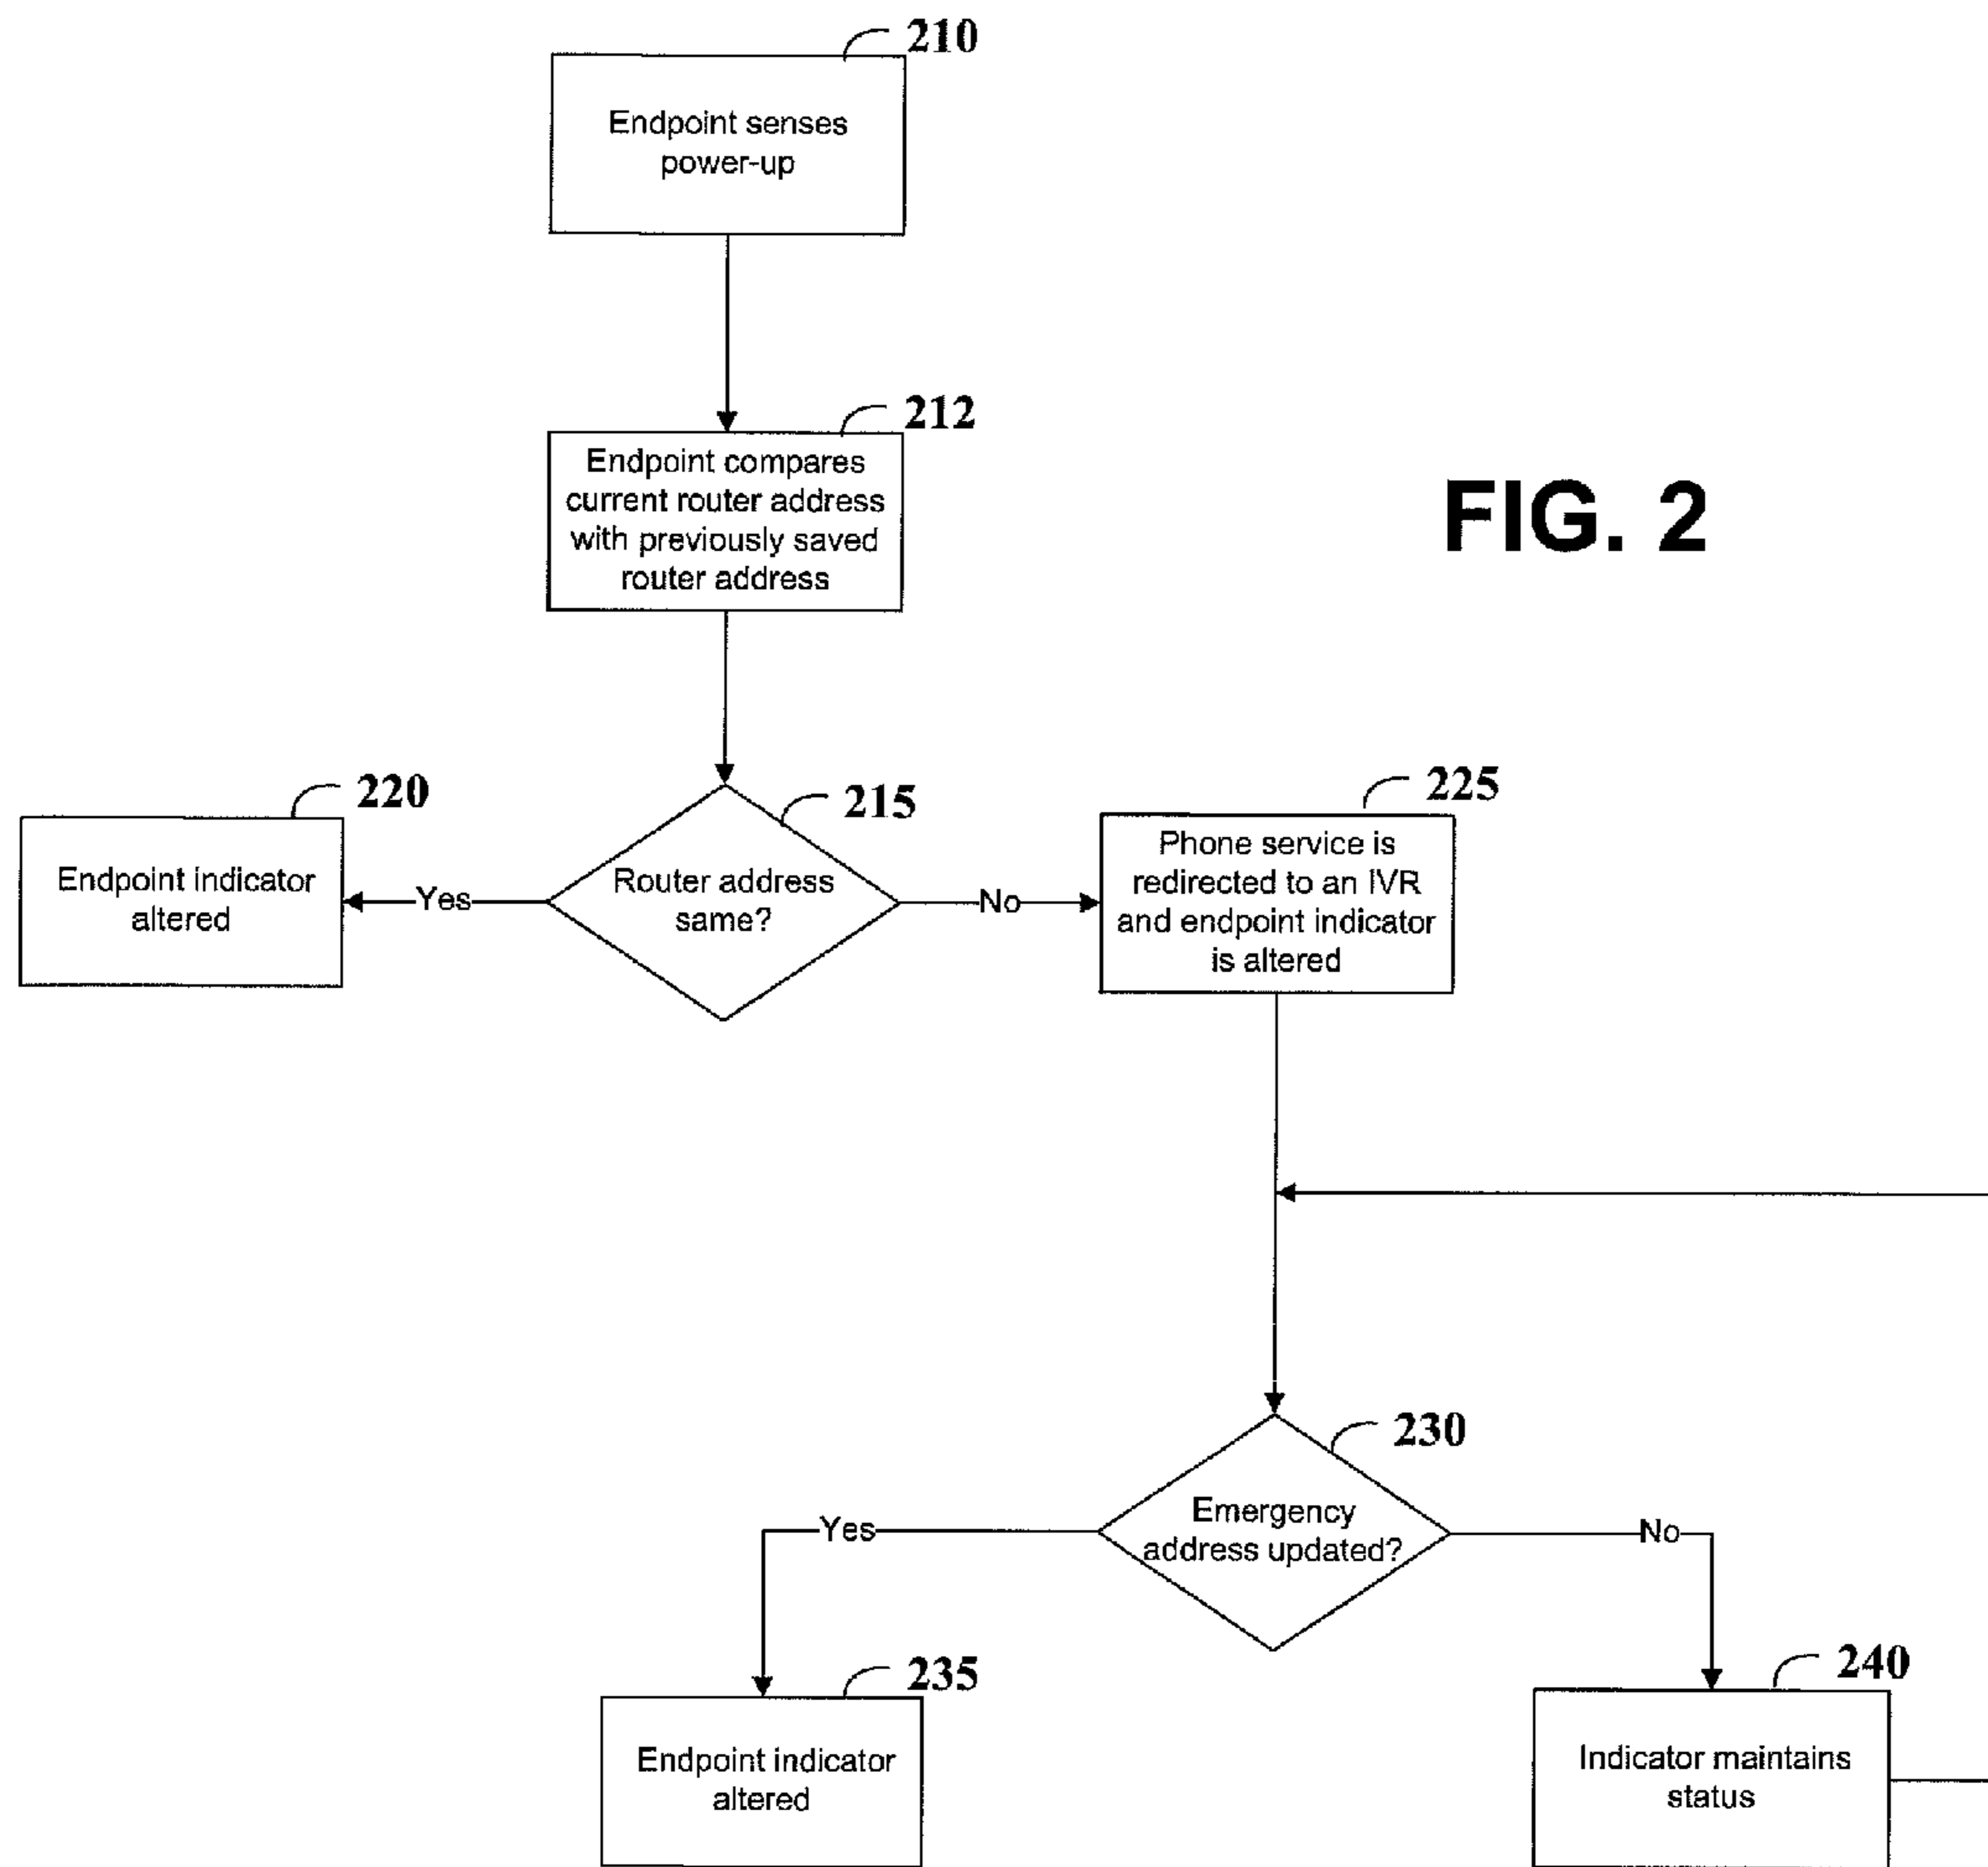 210
Endpoint senses
power-up
212
Endpoint compares
current router address
with previously saved
router address
FIG. 2
220
Endpoint indicator
altered
Yes
215
Router address
same?
No
225
Phone service is
redirected to an IVR
and endpoint indicator
is altered
230
Emergency
address updated?
Yes
No
235
Endpoint indicator
altered
240
Indicator maintains
status